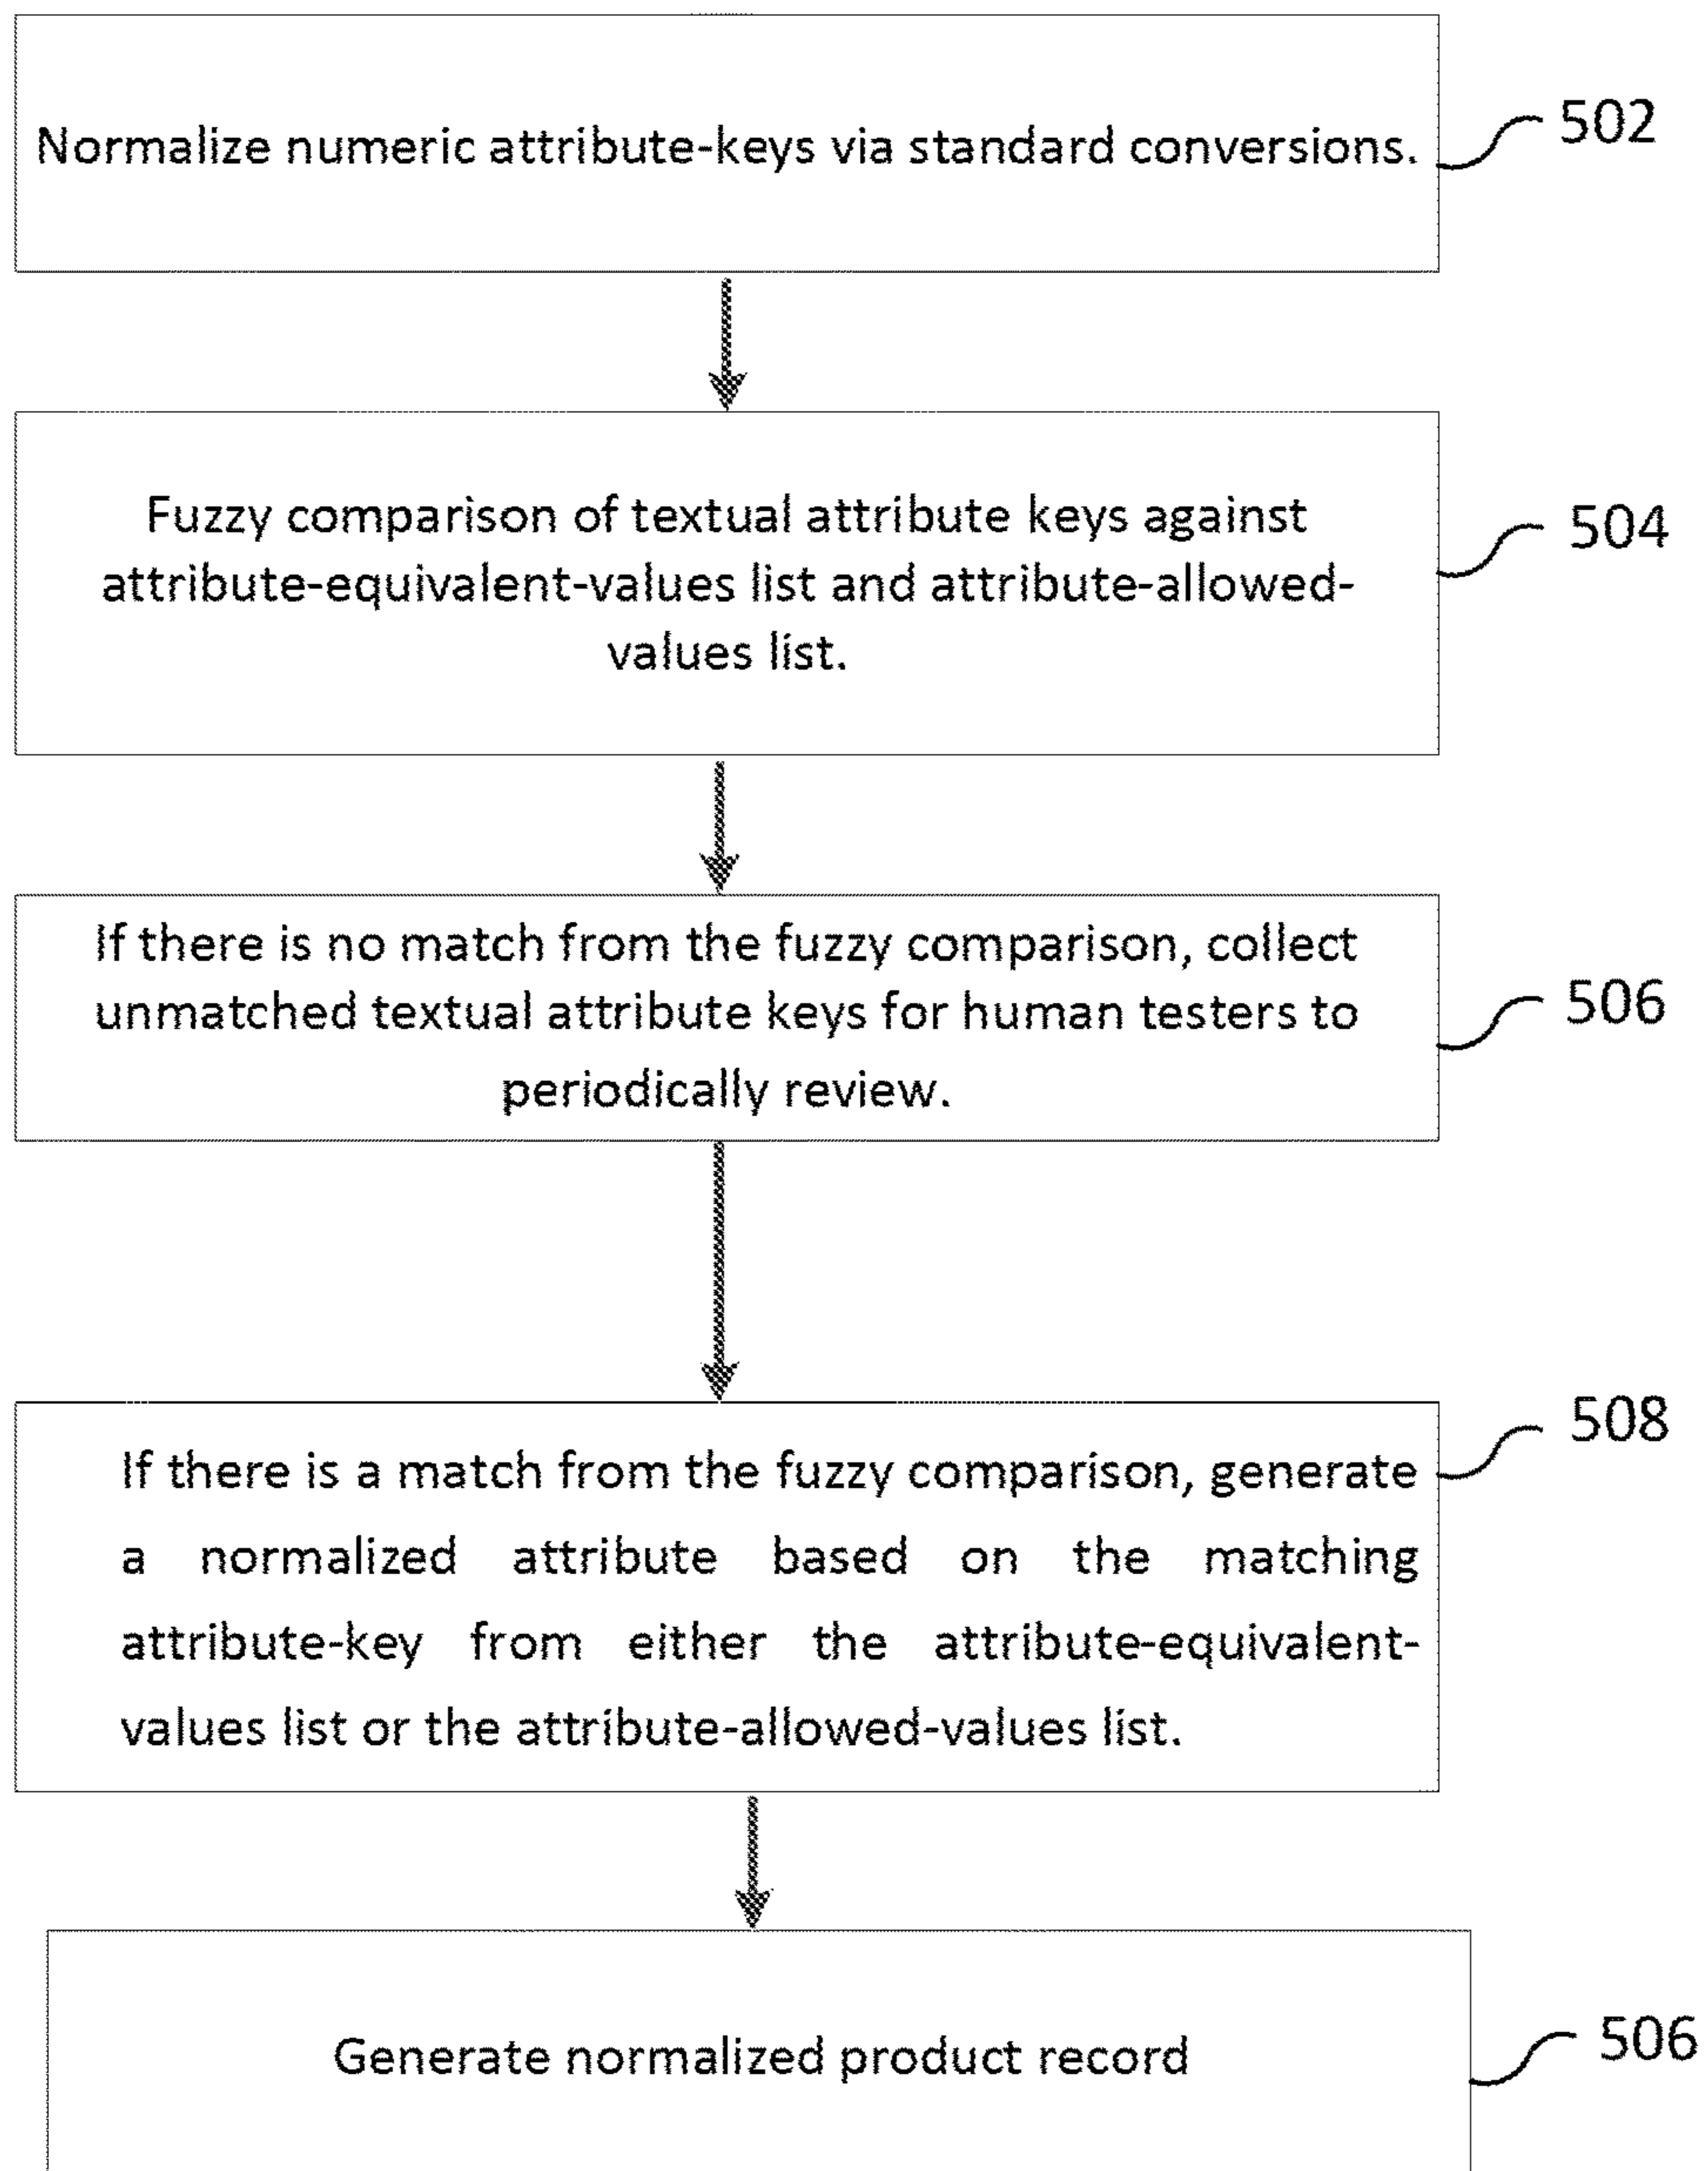 Normalize numeric attribute-keys via standard conversions.
502
Fuzzy comparison of textual attribute keys against
attribute-equivalent-values list and attribute-allowed-
values list.
504
If there is no match from the fuzzy comparison, collect
unmatched textual attribute keys for human testers to
periodically review.
506
If there is a match from the fuzzy comparison, generate
a normalized attribute based on the matching
attribute-key from either the attribute-equivalent-
values list or the attribute-allowed-values list.
508
Generate normalized product record
506